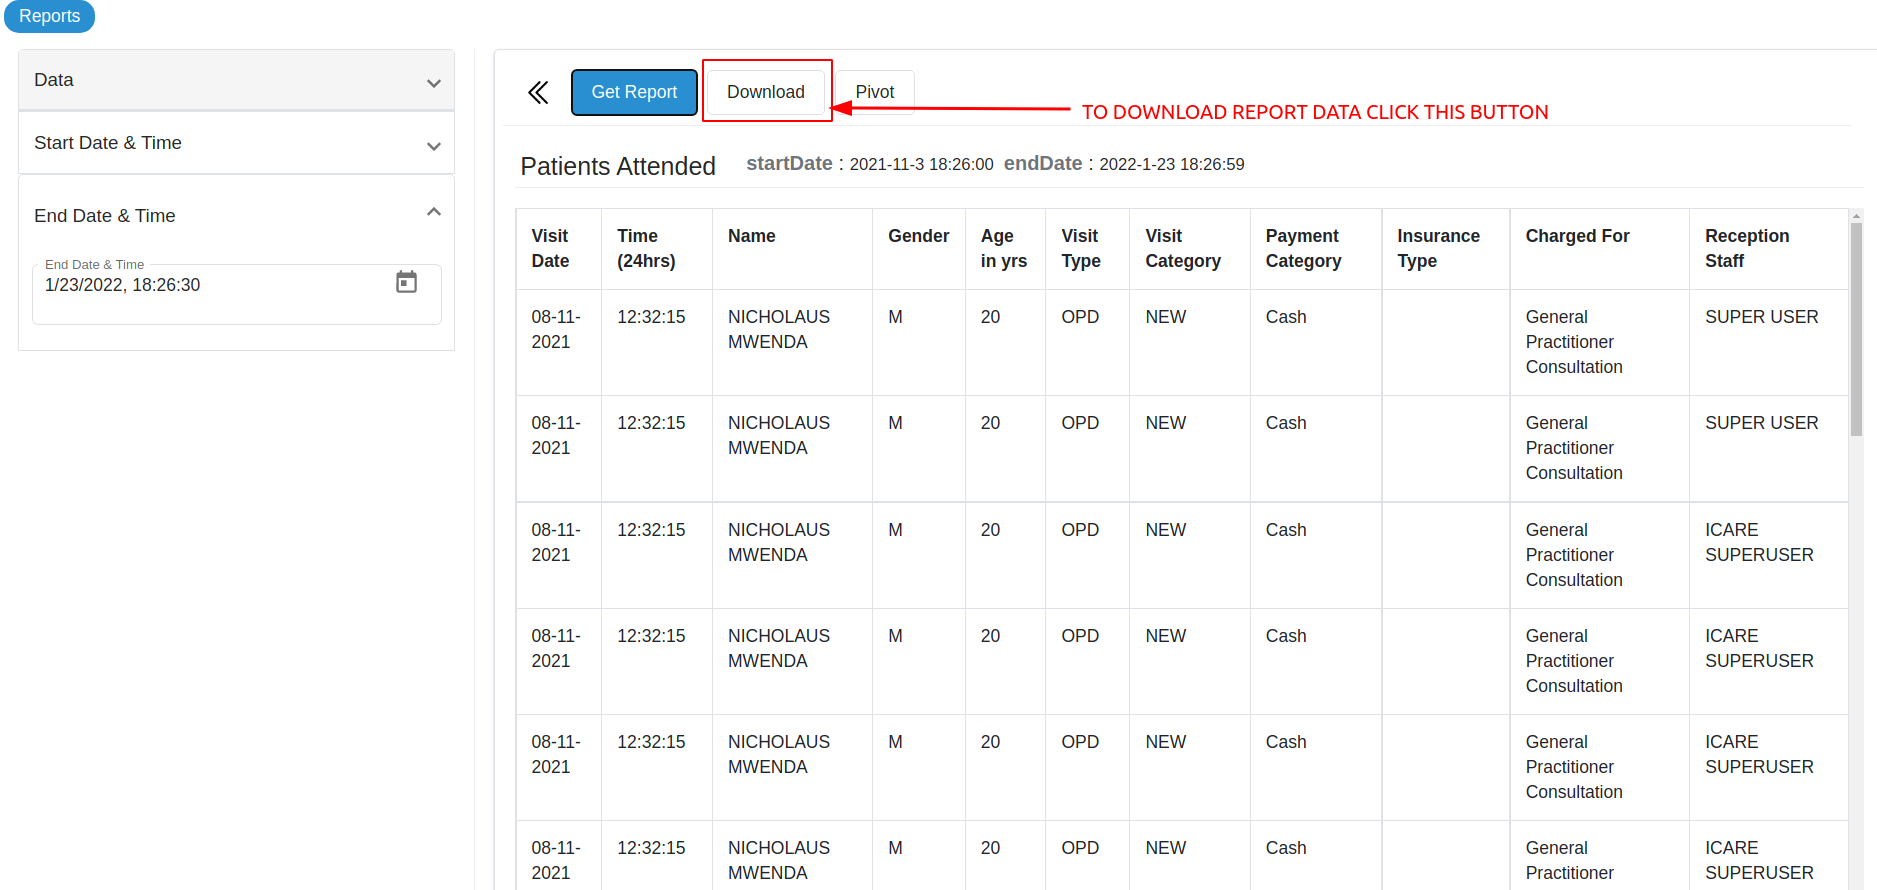 Reports
Data
Start Date & Time
End Date & Time
End Date & Time
1/23/2022, 18:26:30
Get Report Download Pivot
TO DOWNLOAD REPORT DATA CLICK THIS BUTTON
Patients Attended startDate : 2021-11-3 18:26:00 endDate : 2022-1-23 18:26:59
Visit Time Name Gender Age Visit Visit Payment Insurance Charged For Reception
Date (24hrs) in yrs Type Category Category Type Staff
08-11- 12:32:15 NICHOLAUS M 20 OPD NEW Cash General SUPER USER
2021 MWENDA Practitioner
Consultation
08-11- 12:32:15 NICHOLAUS M 20 OPD NEW Cash General SUPER USER
2021 MWENDA Practitioner
Consultation
08-11- 12:32:15 NICHOLAUS M 20 OPD NEW Cash General ICARE
2021 MWENDA Practitioner SUPERUSER
Consultation
08-11- 12:32:15 NICHOLAUS M 20 OPD NEW Cash General ICARE
2021 MWENDA Practitioner SUPERUSER
Consultation
08-11- 12:32:15 NICHOLAUS M 20 OPD NEW Cash General ICARE
2021 MWENDA Practitioner SUPERUSER
Consultation
08-11- 12:32:15 NICHOLAUS M 20 OPD NEW Cash General ICARE
2021 MWENDA Practitioner SUPERUSER